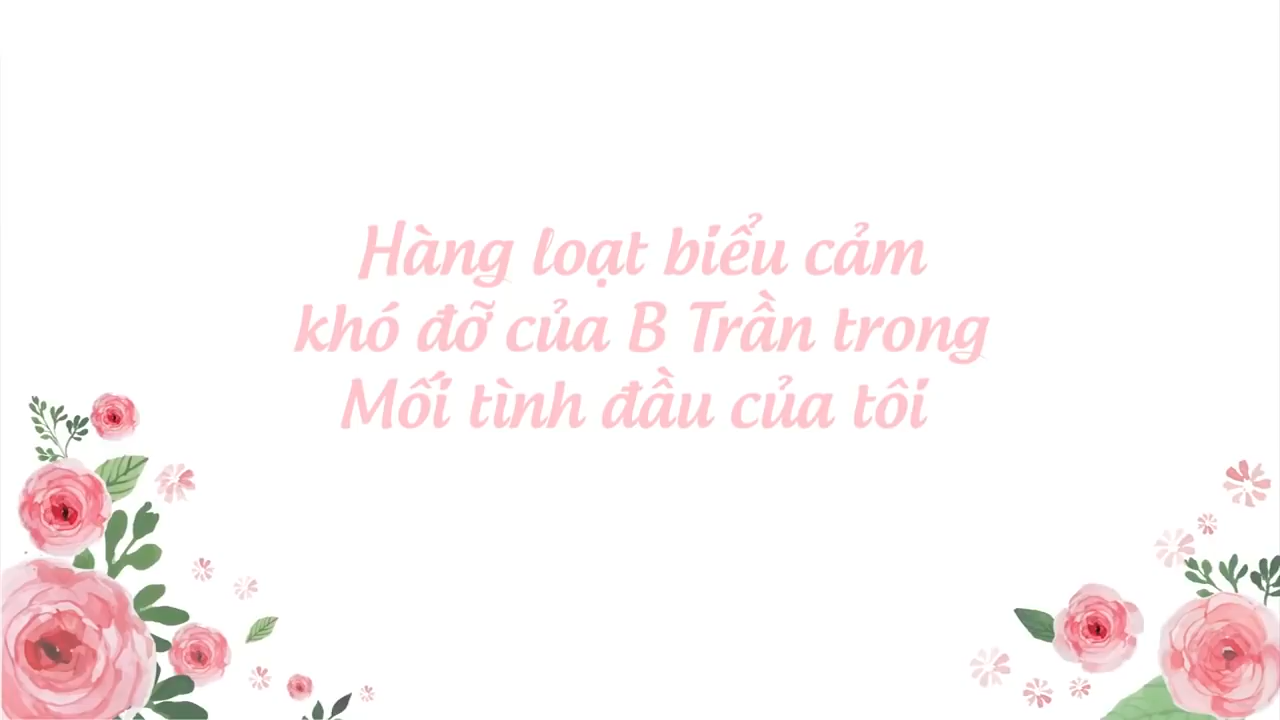 Hàng loạt biểu cảm
khó đỡ của B Trần trong
Mối tình đầu của tôi